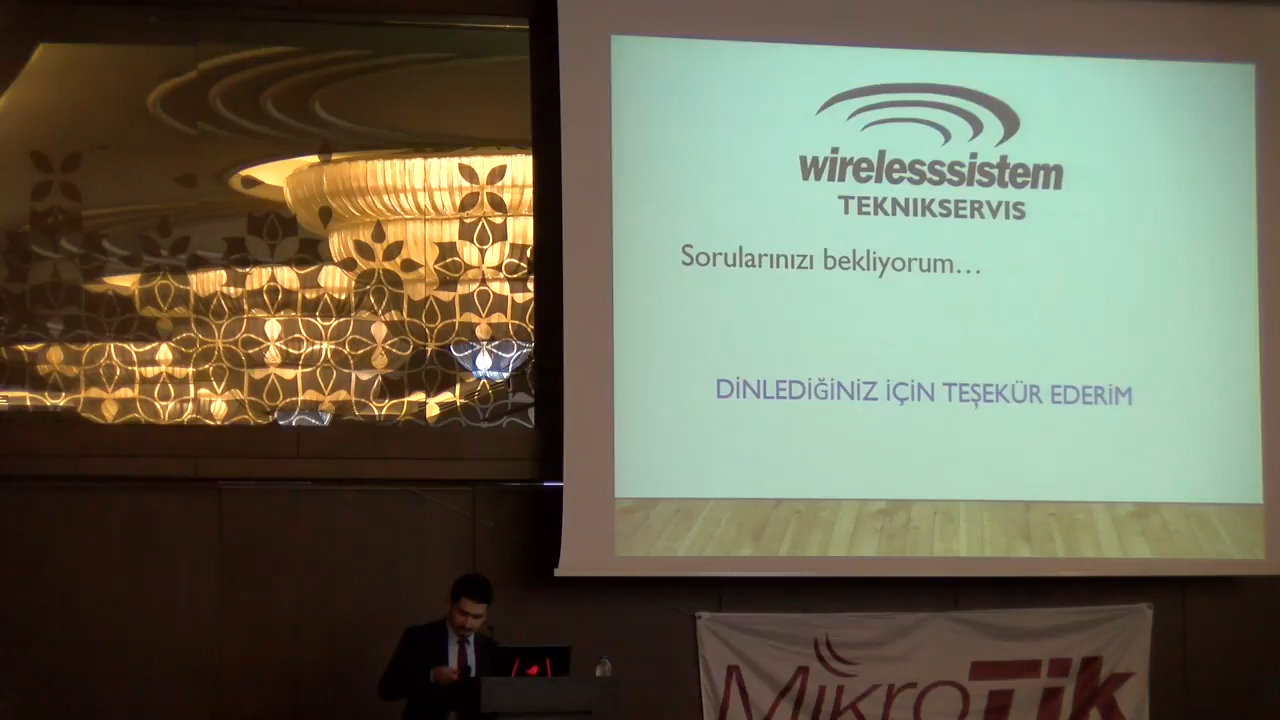 wirelesssistem
TEKNIKSERVIS
Sorularınızı bekliyorum…
DİNLEDİĞİNİZ İÇİN TEŞEKÜR EDERİM
MikroTik